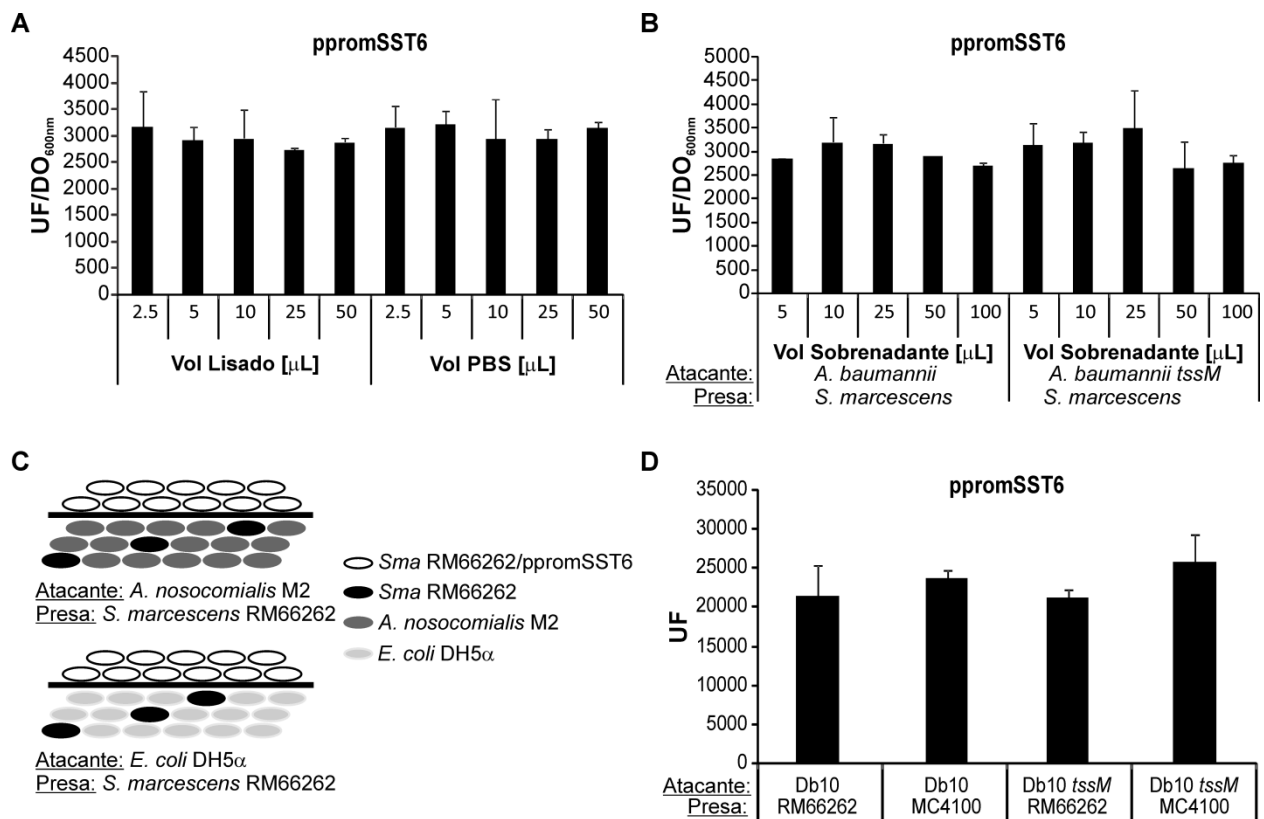 A
ppromSST6
UF/DO600nm
4500
4000
3500
3000
2500
2000
1500
1000
500
0
2.5 5 10 25 50 2.5 5 10 25 50
Vol Lisado [µL] Vol PBS [µL]
B
ppromSST6
UF/DO600nm
5000
4500
4000
3500
3000
2500
2000
1500
1000
500
0
5 10 25 50 100 5 10 25 50 100
Vol Sobrenadante [µL] Vol Sobrenadante [µL]
Atacante: A. baumannii A. baumannii tssM
Presa: S. marcescens S. marcescens
C
Atacante: A. nosocomialis M2
Presa: S. marcescens RM66262
Atacante: E. coli DH5α
Presa: S. marcescens RM66262
Sma RM66262/ppromSST6
Sma RM66262
A. nosocomialis M2
E. coli DH5α
D
ppromSST6
UF
35000
30000
25000
20000
15000
10000
5000
0
Atacante: Db10 Db10 Db10 tssM Db10 tssM
Presa: RM66262 MC4100 RM66262 MC4100